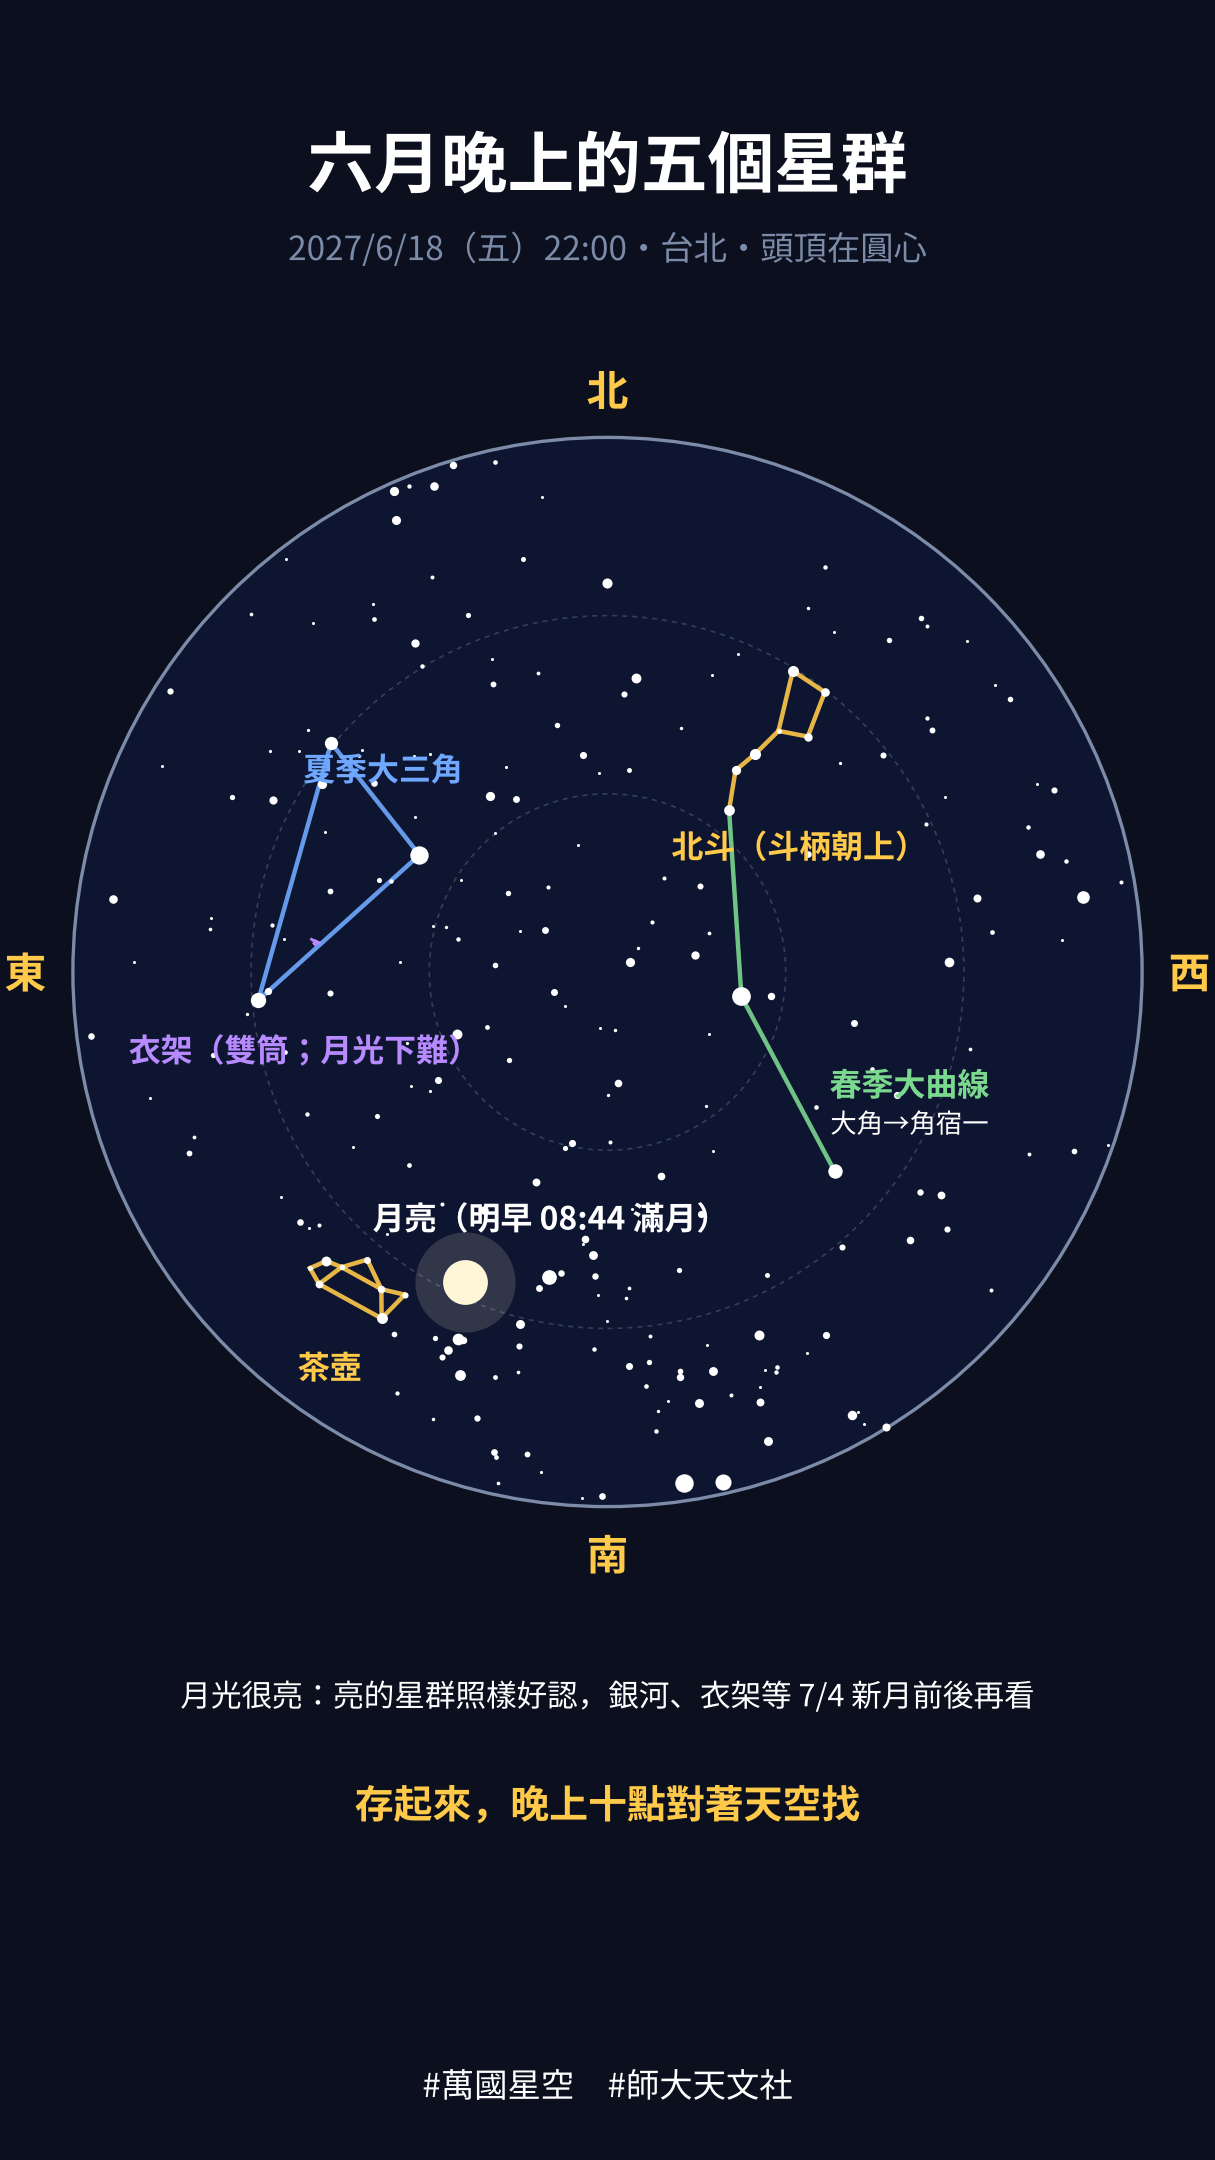 六月晚上的五個星群
2027/6/18（五）22:00・台北・頭頂在圓心
北
夏季大三角
北斗（斗柄朝上）
東
西
衣架（雙筒；月光下難）
春季大曲線
大角→角宿一
月亮（明早 08:44 滿月）
茶壺
南
月光很亮：亮的星群照樣好認，銀河、衣架等 7/4 新月前後再看
存起來，晚上十點對著天空找
#萬國星空　#師大天文社